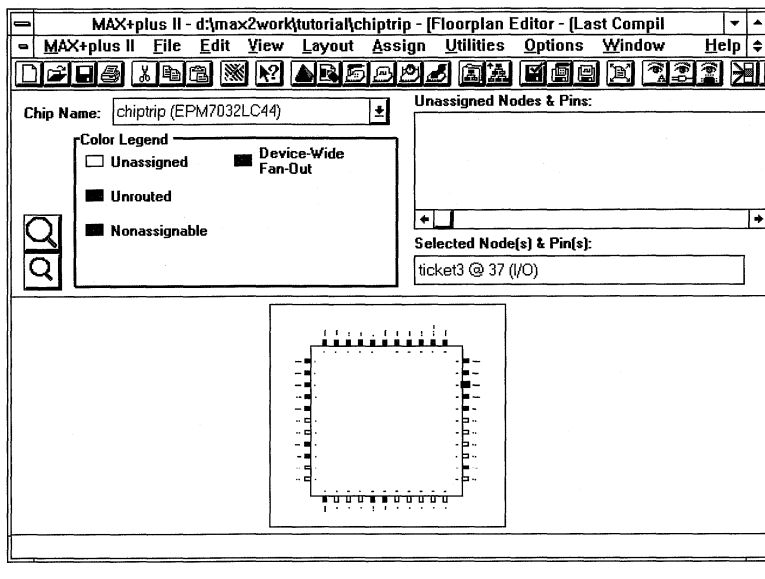 MAX+plus II - d:\max2work\tutorial\chiptrip - [Floorplan Editor - (Last Compil
MAX+plus II File Edit View Layout Assign Utilities Options Window Help
Chip Name: chiptrip (EPM7032LC44)
Unassigned Nodes & Pins:
Color Legend
Unassigned
Device-Wide
Fan-Out
Unrouted
Nonassignable
Selected Node(s) & Pin(s):
ticket3 @ 37 (I/O)